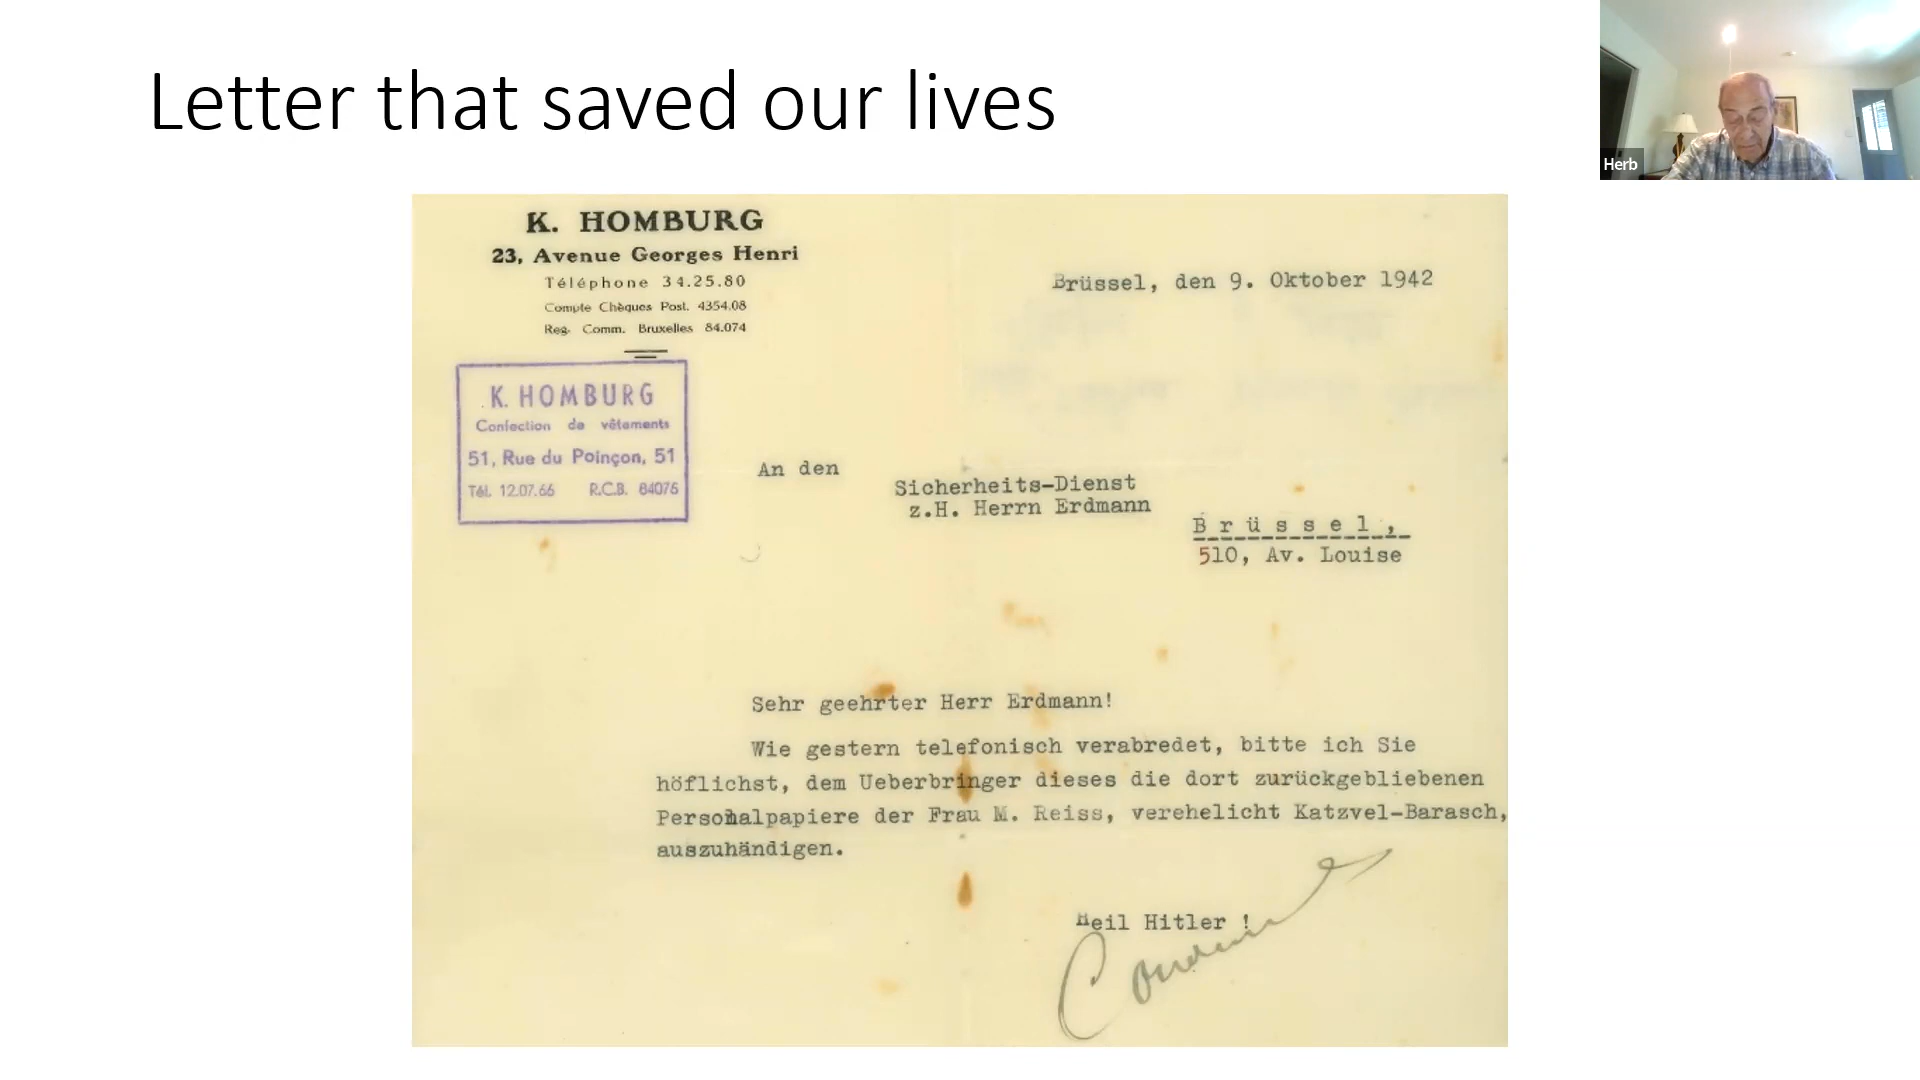 Letter that saved our lives
Herb
K. HOMBURG
23, Avenue Georges Henri
Téléphone 34.25.80
Compte Chèques Post. 4354.08
Reg. Comm. Bruxelles 84.074
Brüssel, den 9. Oktober 1942
K. HOMBURG
Confection de vêtements
51, Rue du Poinçon, 51
Tél. 12.07.66 R.C.B. 84076
An den
Sicherheits-Dienst
z.H. Herrn Erdmann
Brüssel,
510, Av. Louise
Sehr geehrter Herr Erdmann!
Wie gestern telefonisch verabredet, bitte ich Sie
höflichst, dem Ueberbringer dieses die dort zurückgebliebenen
Personalpapiere der Frau M. Reiss, verehelicht Katzvel-Barasch,
auszuhändigen.
Heil Hitler !